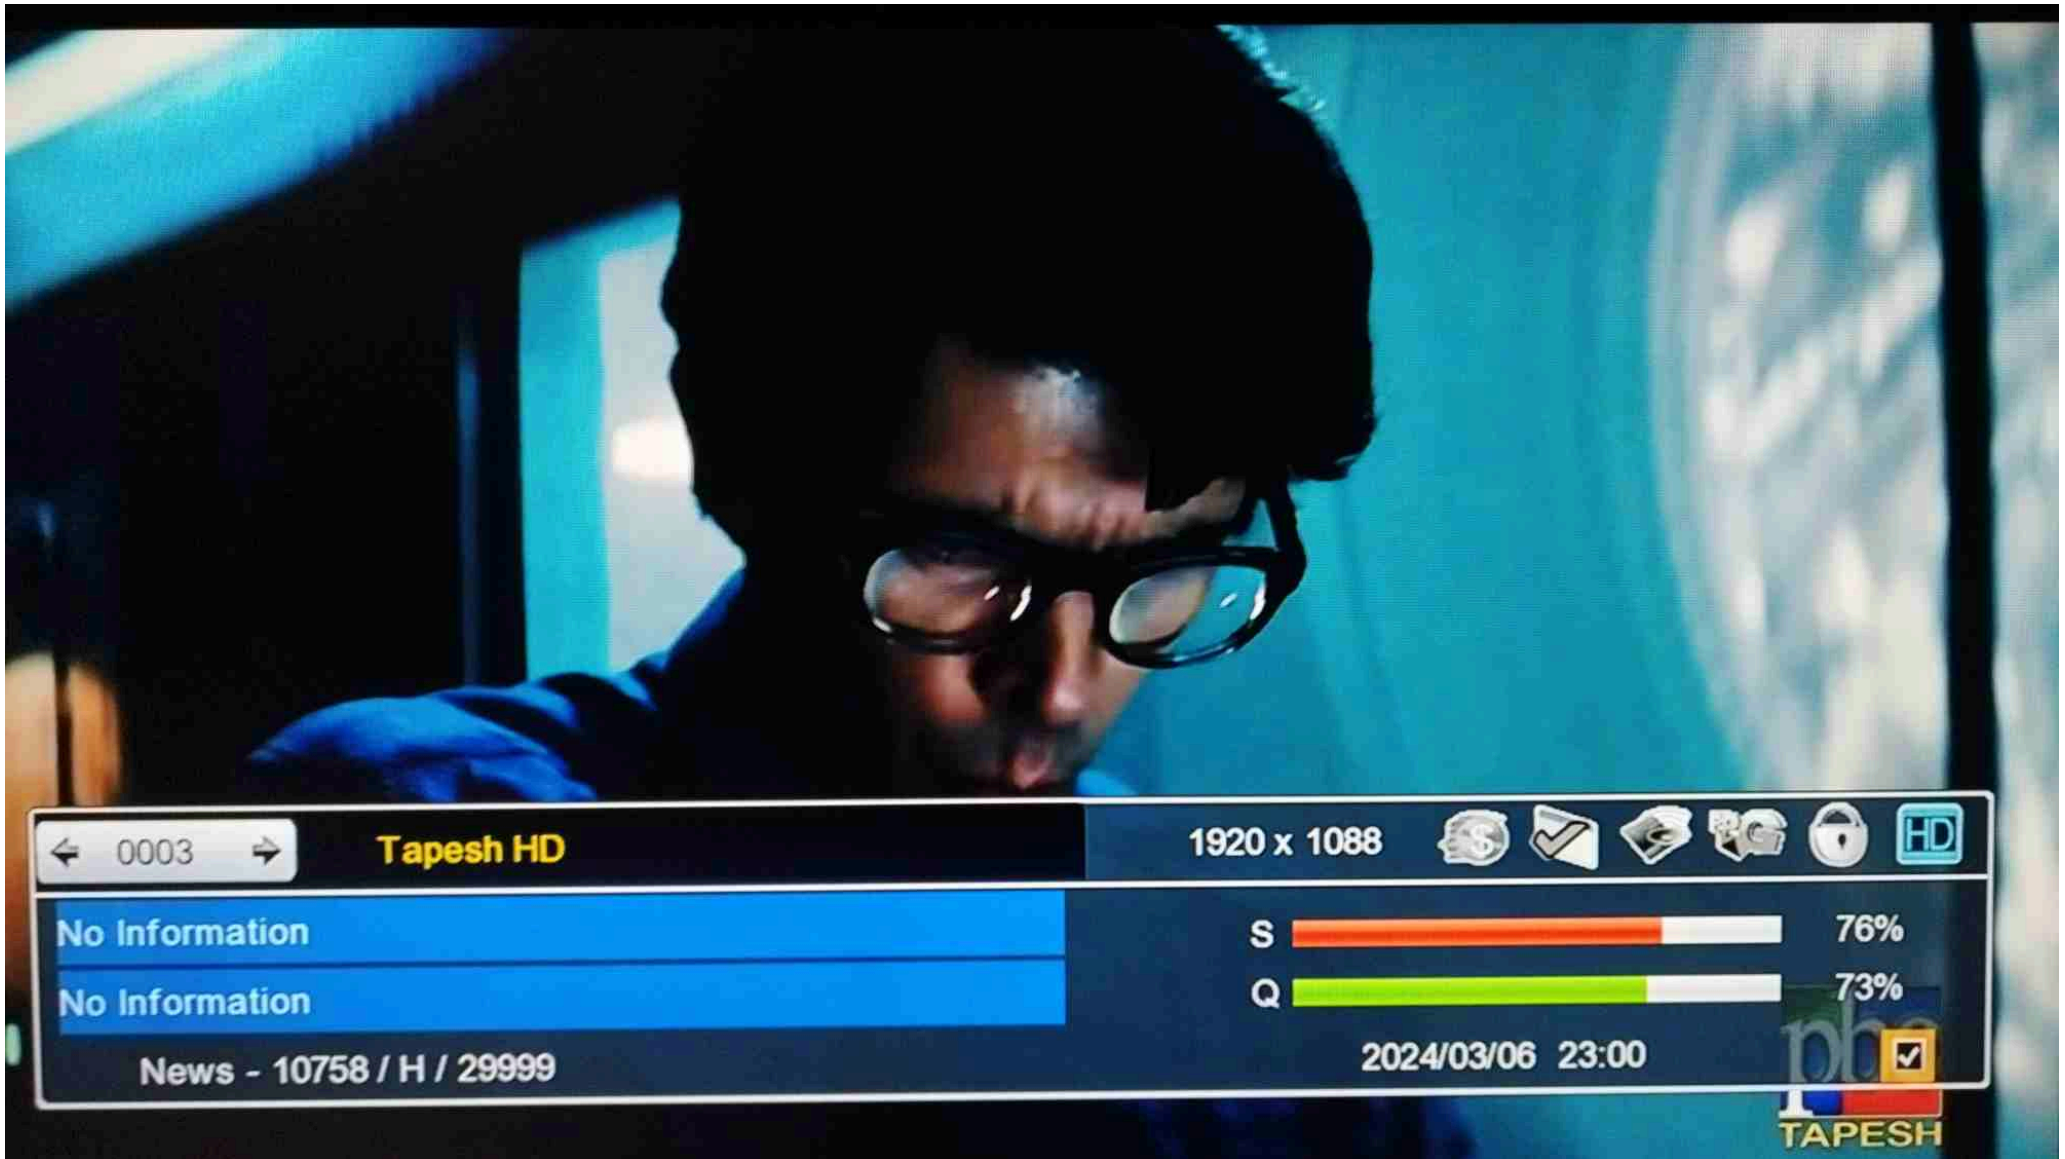 0003 Tapesh HD 1920 x 1088 HD
No Information S 76%
No Information Q 73%
News - 10758 / H / 29999 2024/03/06 23:00
TAPESH